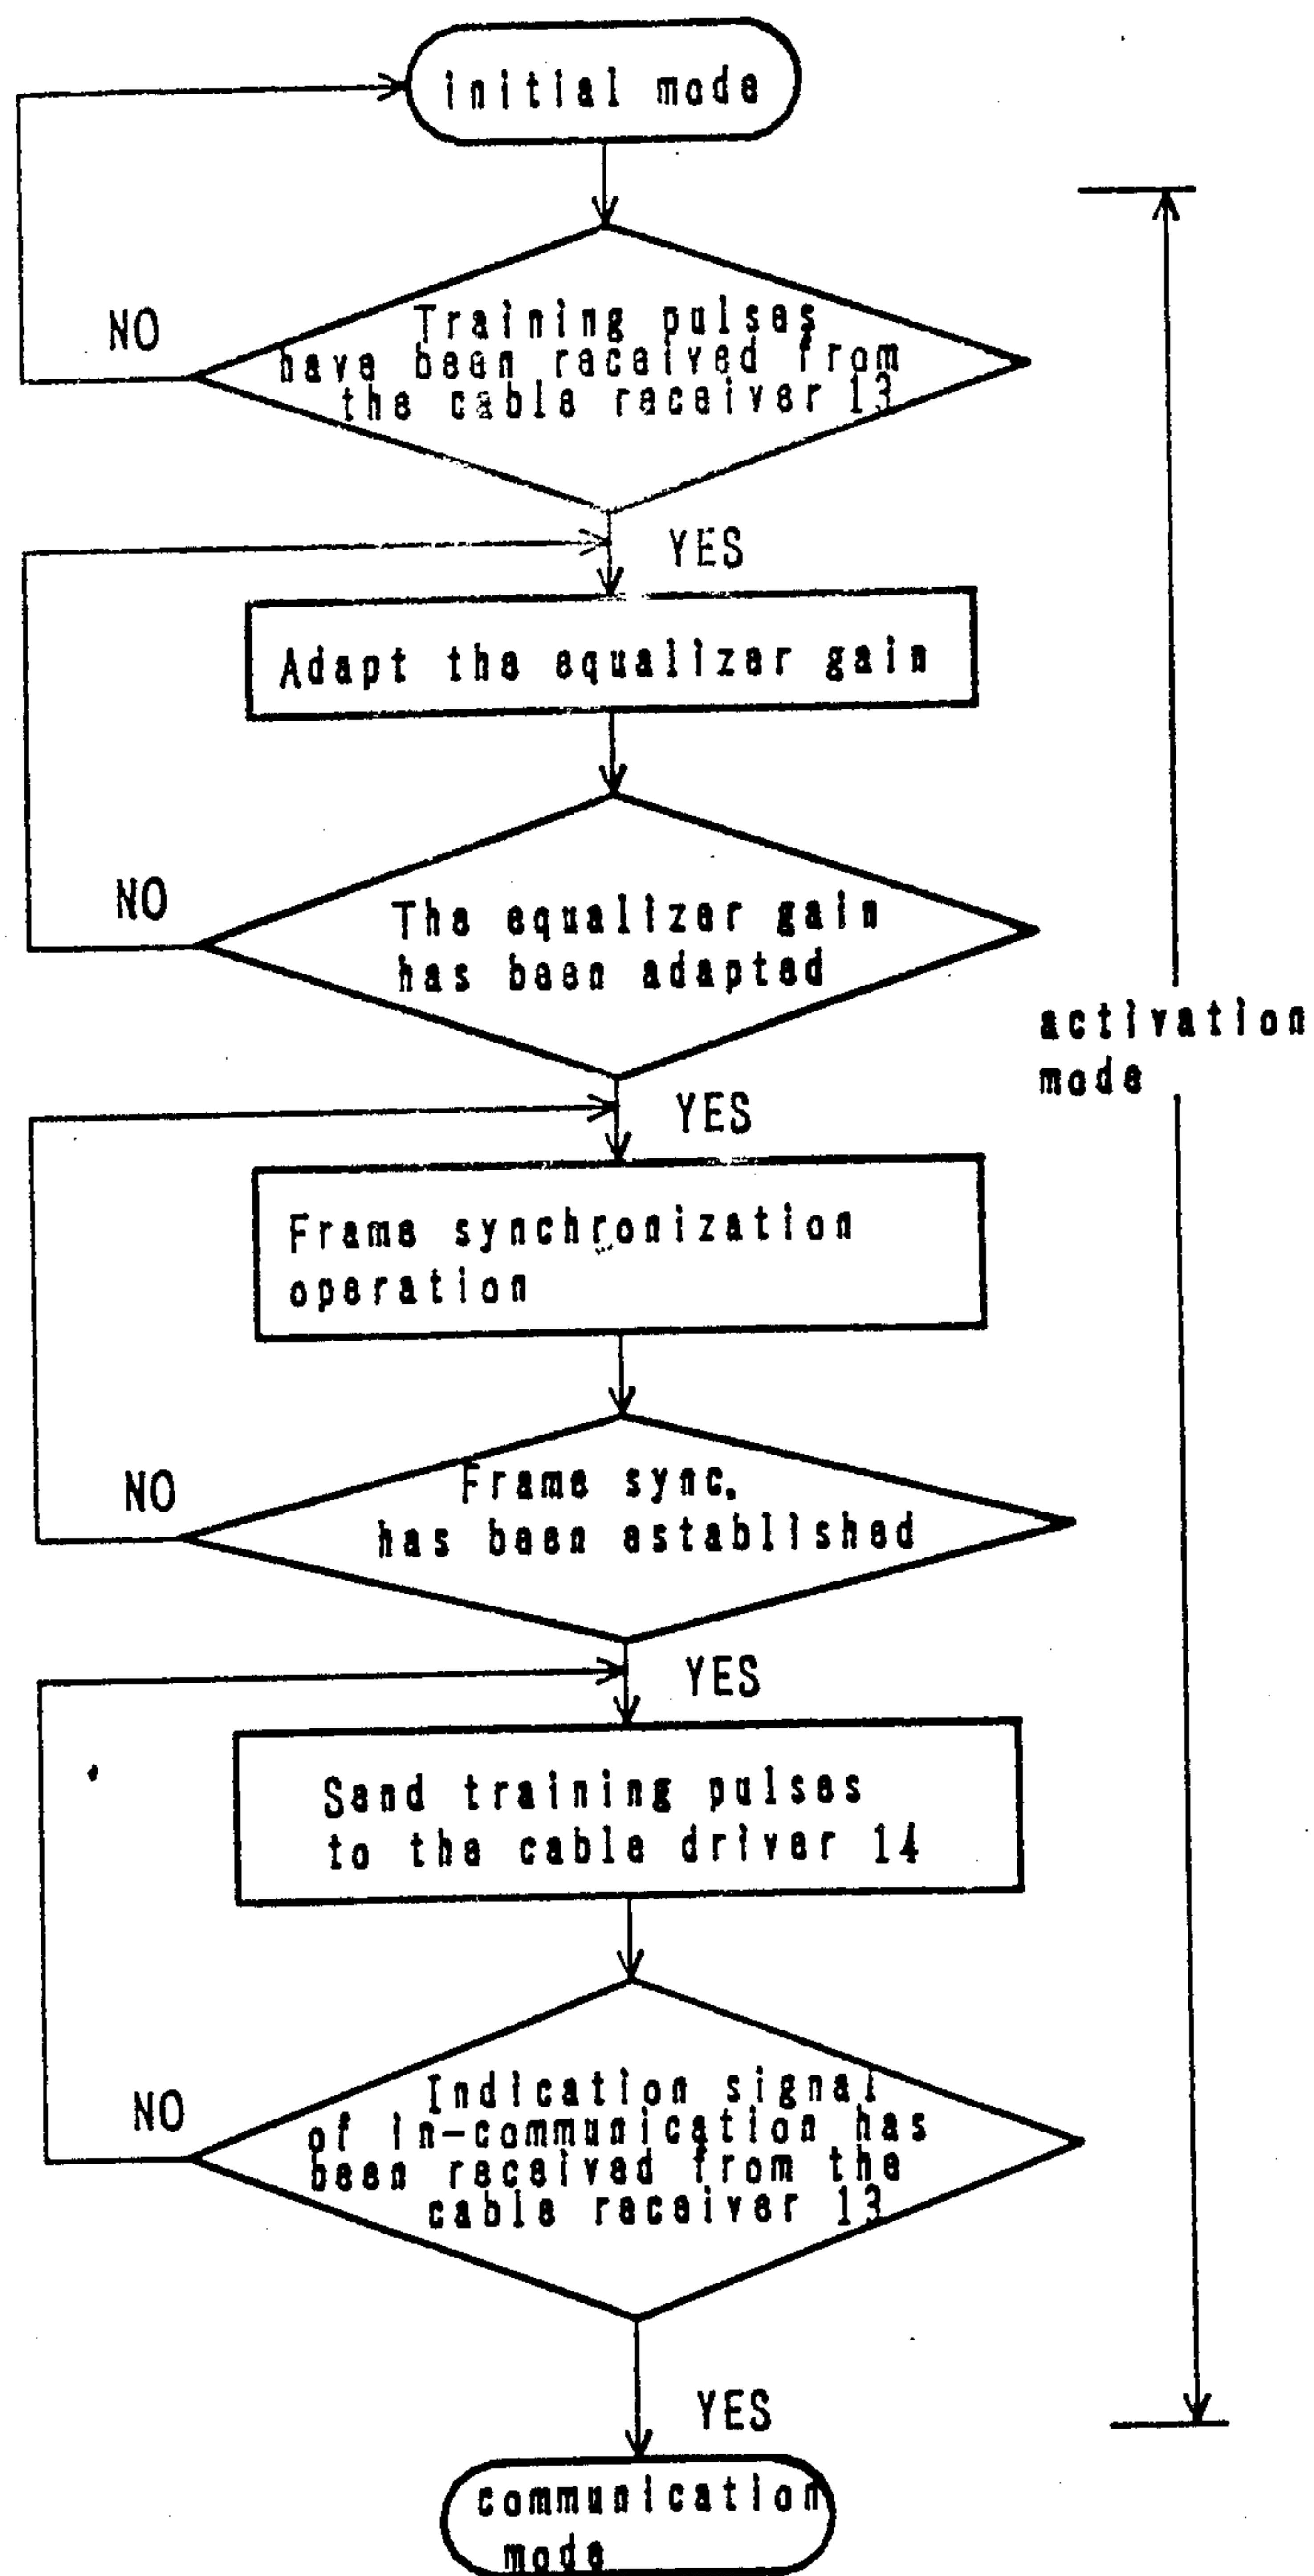 initial mode
NO
Training pulses
have been received from
the cable receiver 13
YES
Adapt the equalizer gain
NO
The equalizer gain
has been adapted
activation
mode
YES
Frame synchronization
operation
NO
Frame sync.
has been established
YES
Send training pulses
to the cable driver 14
NO
Indication signal
of in-communication has
been received from the
cable receiver 13
YES
communication
mode